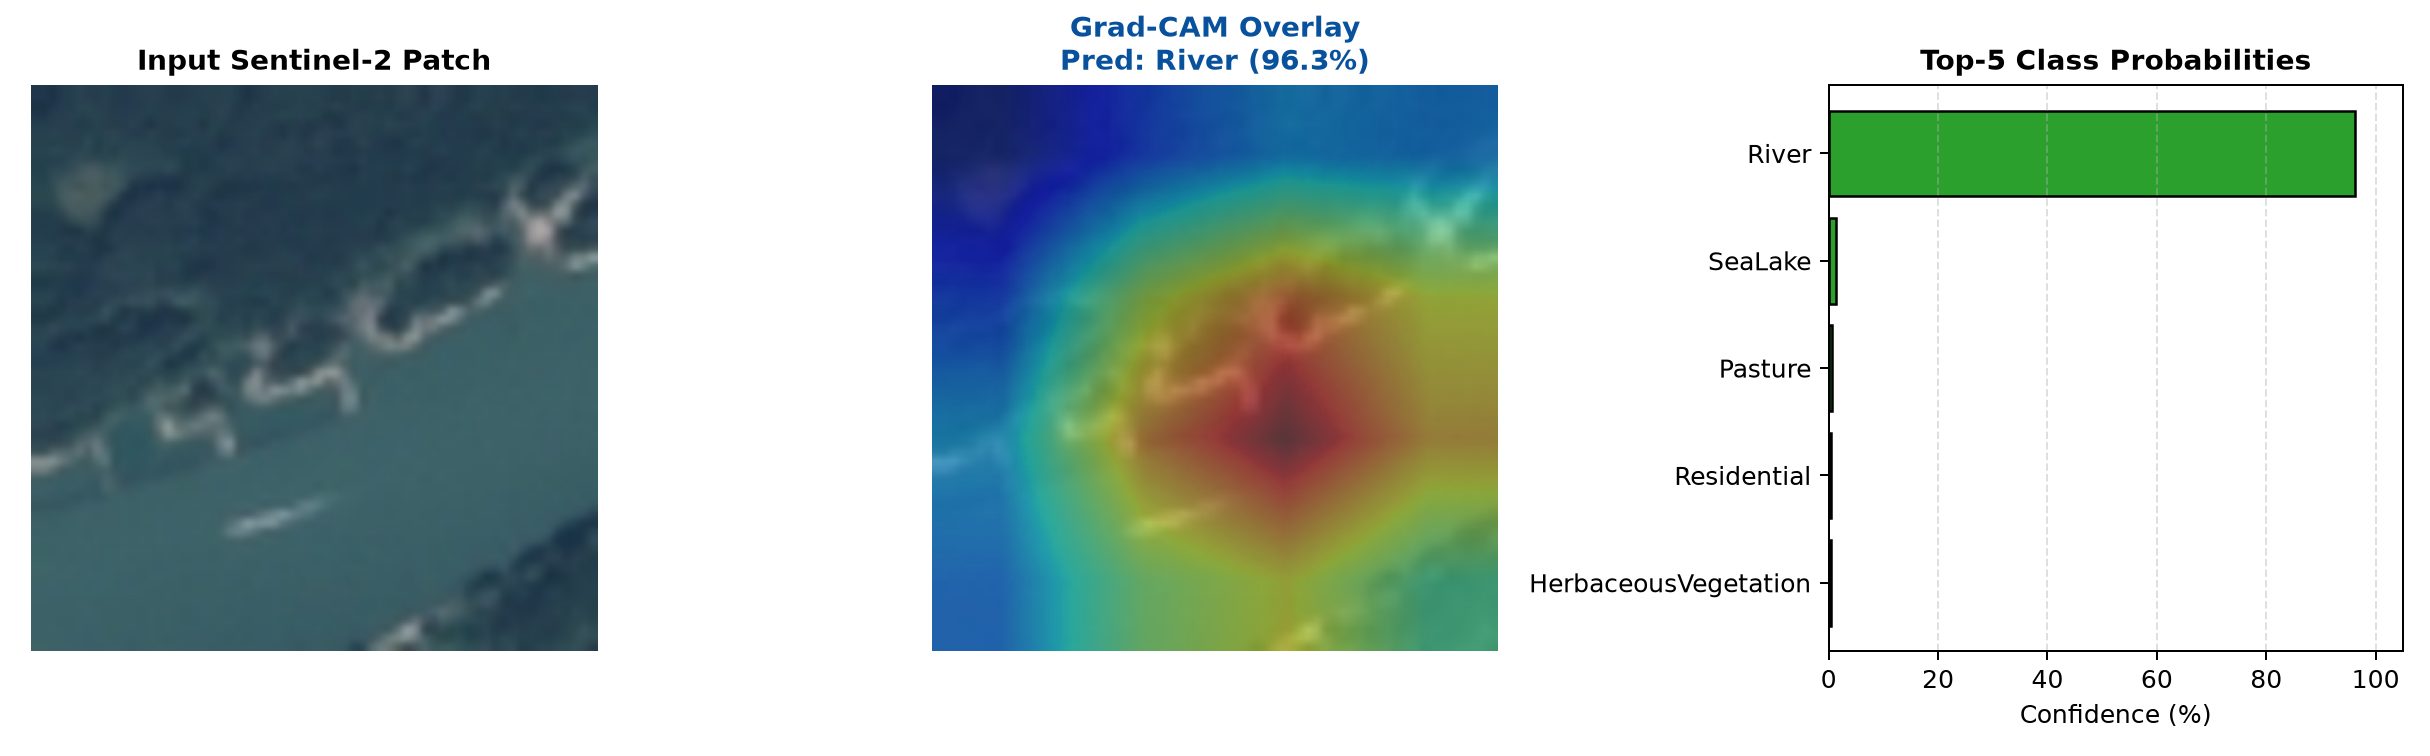 Input Sentinel-2 Patch
Grad-CAM Overlay
Pred: River (96.3%)
Top-5 Class Probabilities
River
SeaLake
Pasture
Residential
HerbaceousVegetation
0 20 40 60 80 100
Confidence (%)